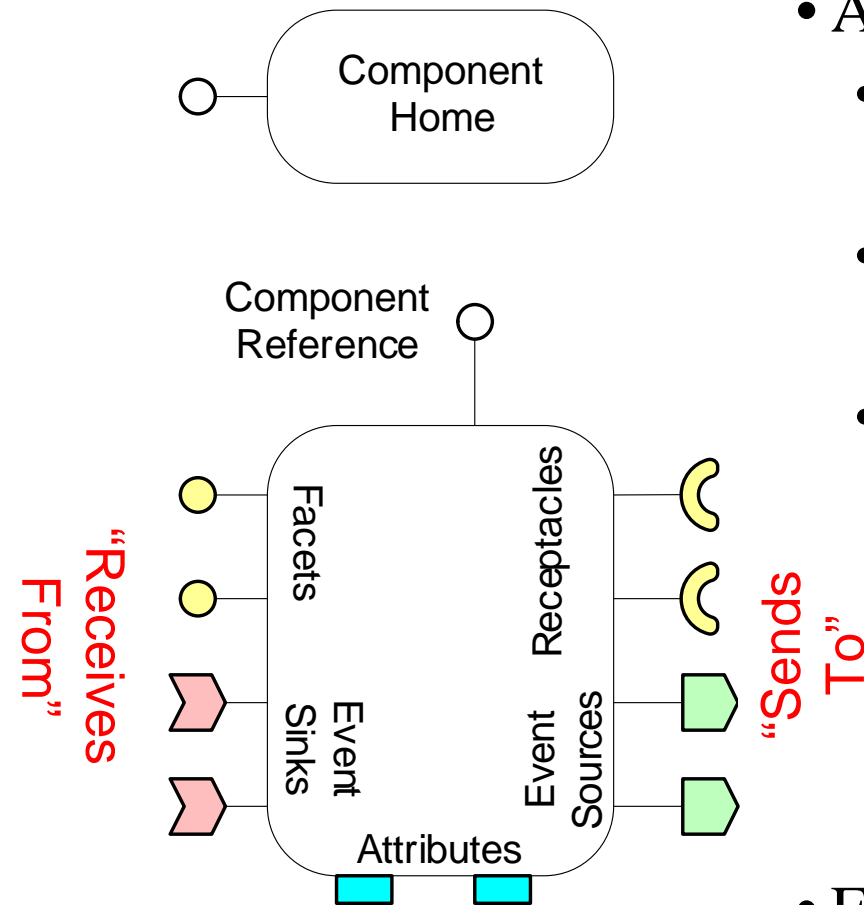 • A
•
•
•
Component
Home
Component
Reference
Facets
Receptacles
“Receives
From”
“Sends
To”
Event
Sinks
Event
Sources
Attributes
• E